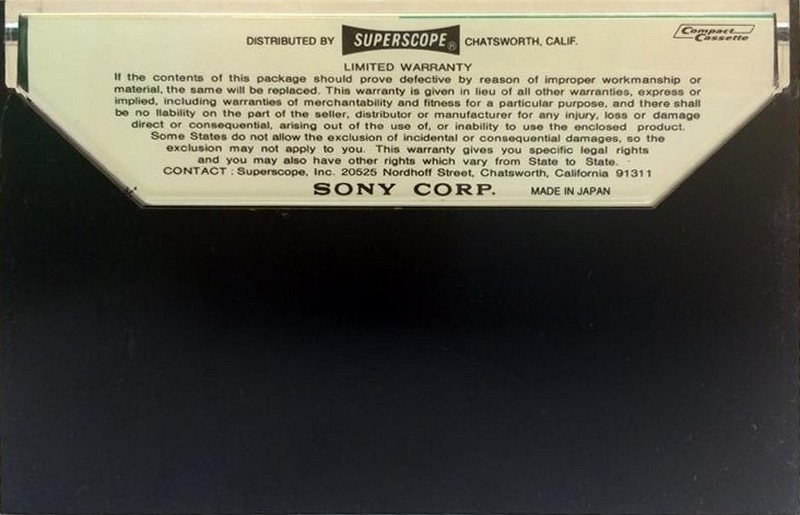 DISTRIBUTED BY SUPERSCOPE® CHATSWORTH, CALIF.
Compact Cassette
LIMITED WARRANTY
If the contents of this package should prove defective by reason of improper workmanship or
material, the same will be replaced. This warranty is given in lieu of all other warranties, express or
implied, including warranties of merchantability and fitness for a particular purpose, and there shall
be no liability on the part of the seller, distributor or manufacturer for any injury, loss or damage
direct or consequential, arising out of the use of, or inability to use the enclosed product.
Some States do not allow the exclusion of incidental or consequential damages, so the
exclusion may not apply to you. This warranty gives you specific legal rights
and you may also have other rights which vary from State to State.
CONTACT : Superscope, Inc. 20525 Nordhoff Street, Chatsworth, California 91311
SONY CORP. MADE IN JAPAN